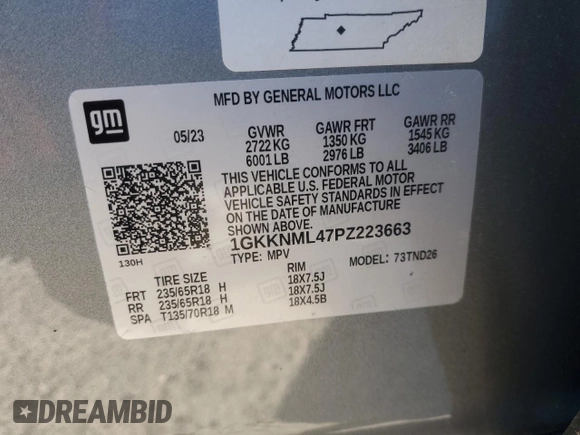 MFD BY GENERAL MOTORS LLC
gm
05/23 GVWR GAWR FRT GAWR RR
2722 KG 1350 KG 1545 KG
6001 LB 2976 LB 3406 LB
THIS VEHICLE CONFORMS TO ALL
APPLICABLE U.S. FEDERAL MOTOR
VEHICLE SAFETY STANDARDS IN EFFECT
ON THE DATE OF MANUFACTURE
SHOWN ABOVE.
1GKKNML47PZ223663
130H
TYPE: MPV MODEL: 73TND26
TIRE SIZE RIM
FRT 235/65R18 H 18X7.5J
RR 235/65R18 H 18X7.5J
SPA T135/70R18 M 18X4.5B
DREAMBID